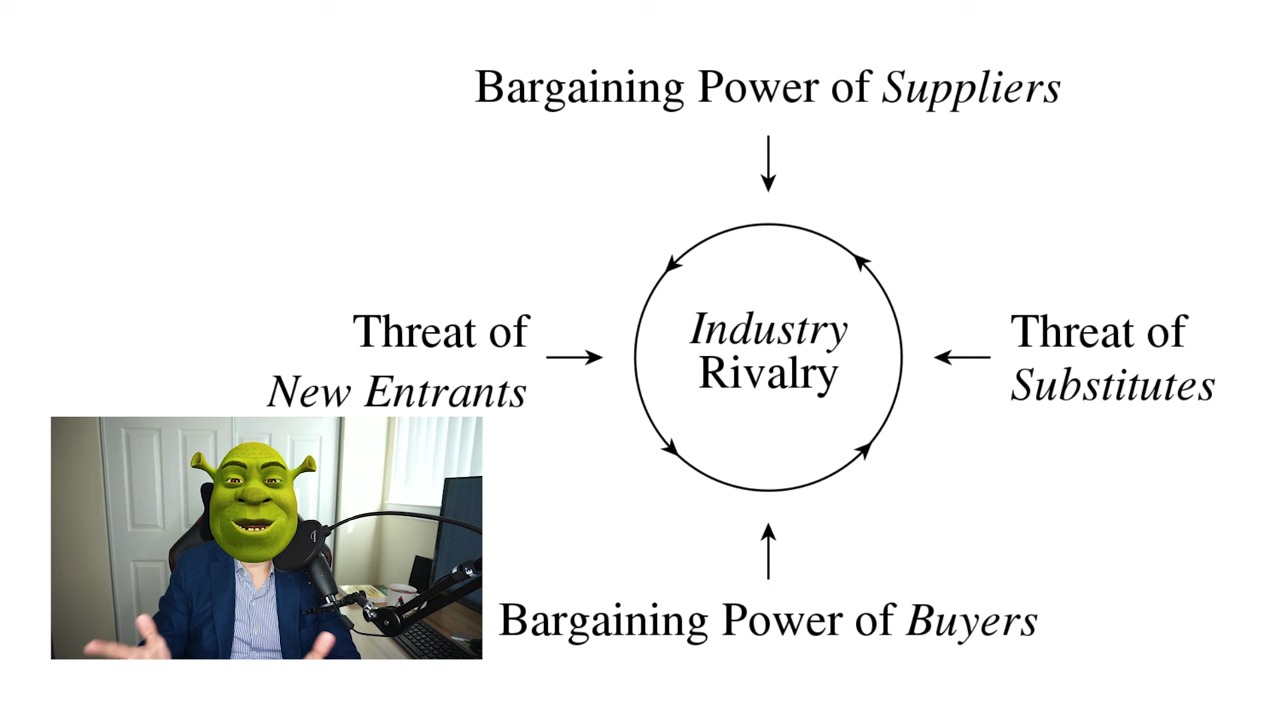 Bargaining Power of Suppliers
Threat of
New Entrants
Industry
Rivalry
Threat of
Substitutes
Bargaining Power of Buyers